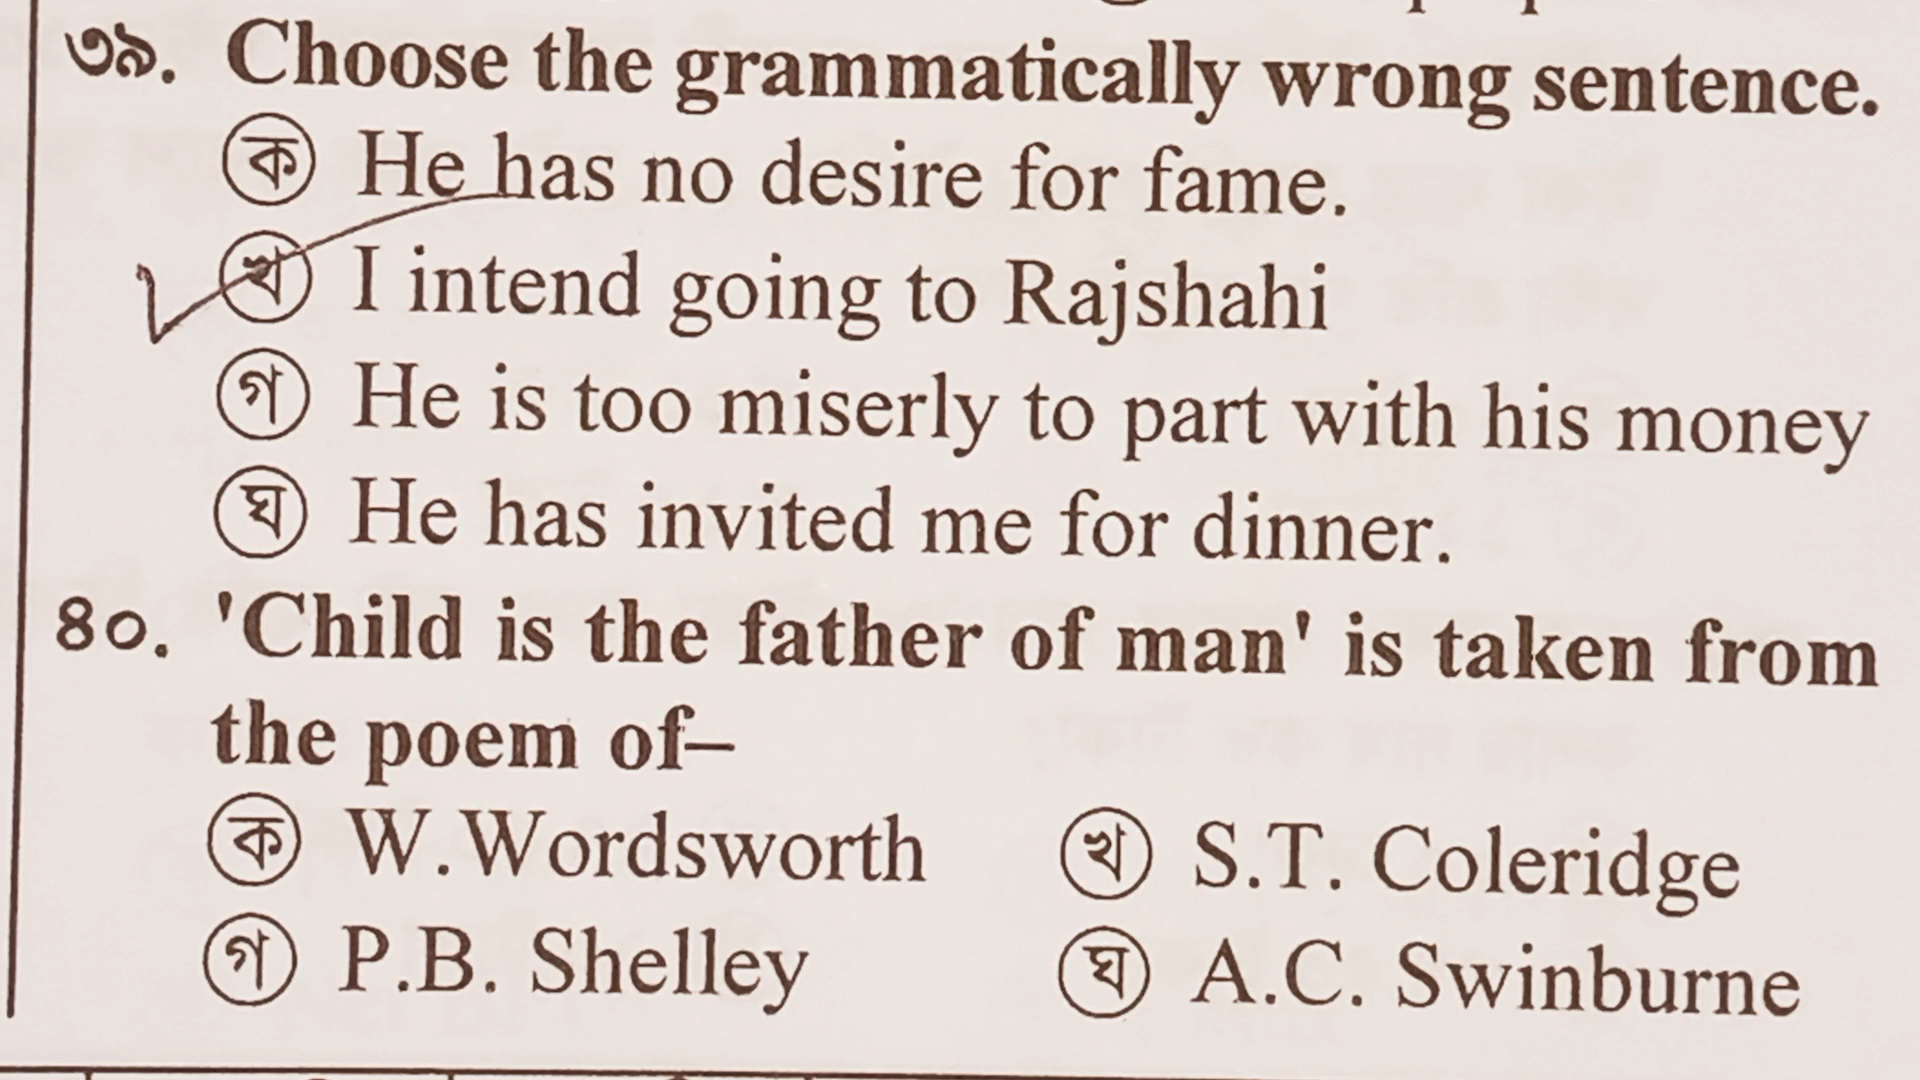 ৩৯. Choose the grammatically wrong sentence.
ক He has no desire for fame.
খ I intend going to Rajshahi
গ He is too miserly to part with his money
ঘ He has invited me for dinner.
৪০. 'Child is the father of man' is taken from
the poem of–
ক W.Wordsworth খ S.T. Coleridge
গ P.B. Shelley ঘ A.C. Swinburne